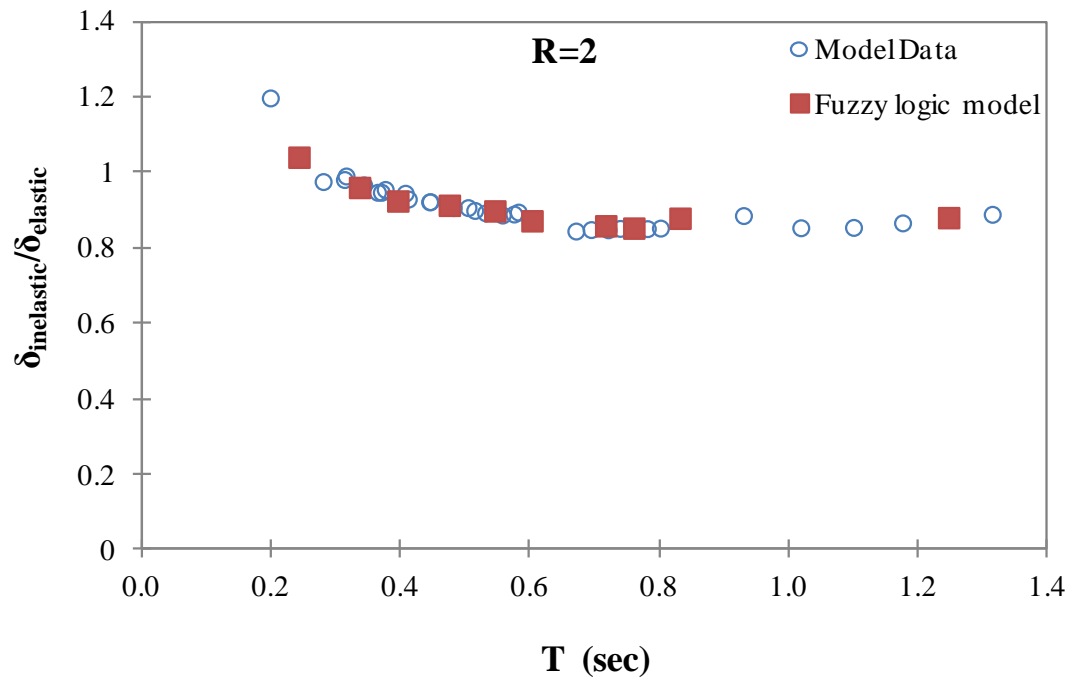 1.4
R=2
Model Data
Fuzzy logic model
1.2
1
0.8
0.6
0.4
0.2
0
δinelastic/δelastic
0.0 0.2 0.4 0.6 0.8 1.0 1.2 1.4
T (sec)